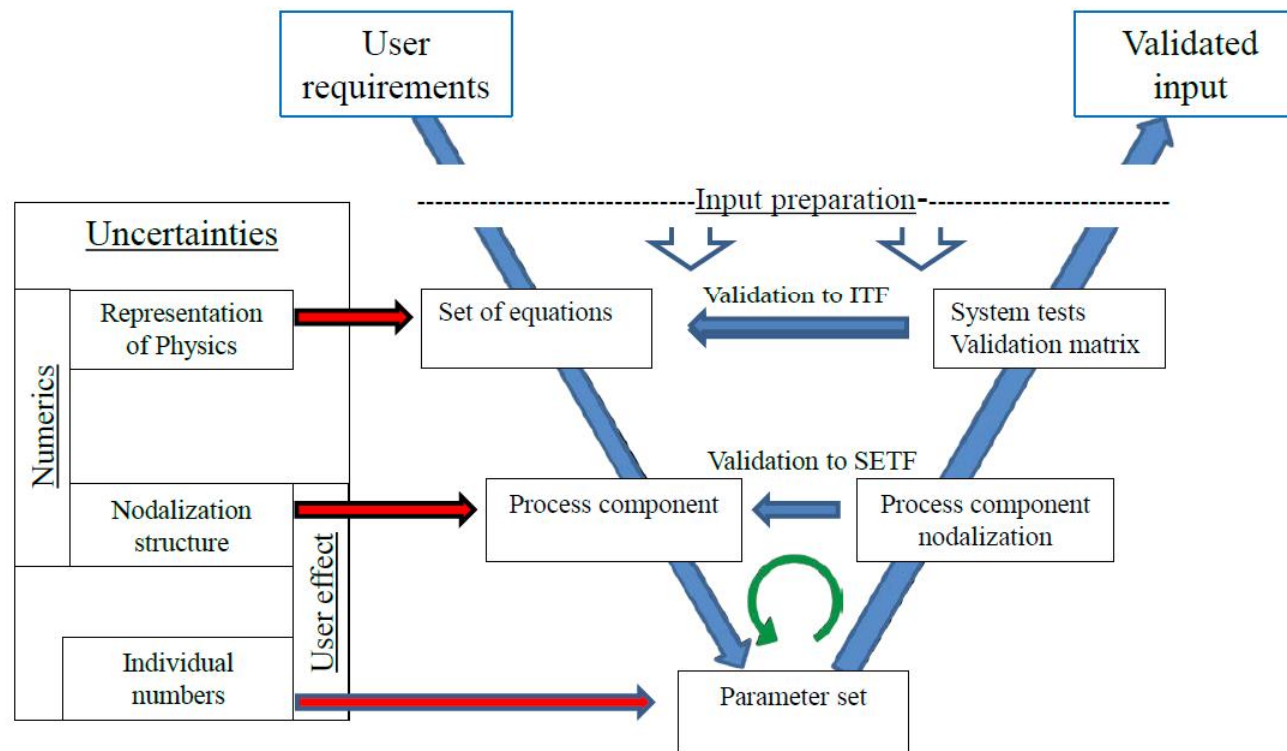 User
requirements
Validated
input
Input preparation
Uncertainties
Numerics
Representation
of Physics
Set of equations
Validation to ITF
System tests
Validation matrix
Nodalization
structure
User effect
Process component
Validation to SETF
Process component
nodalization
Individual
numbers
Parameter set